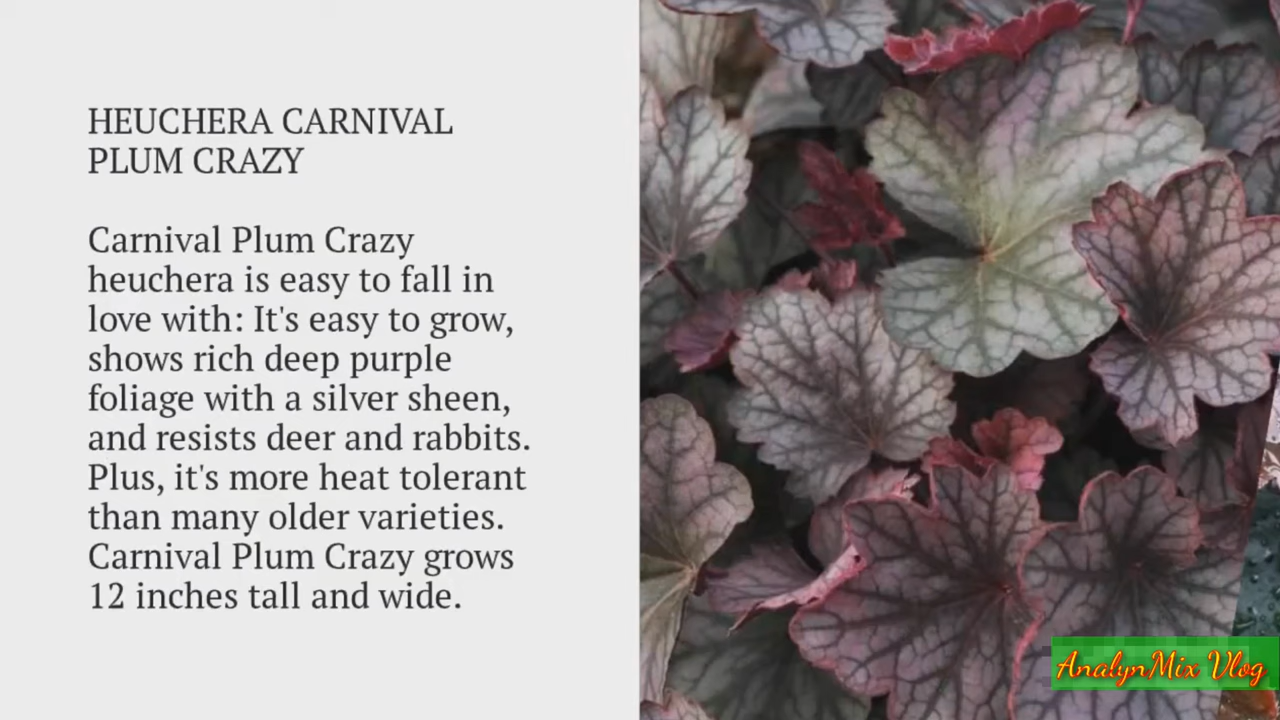 HEUCHERA CARNIVAL
PLUM CRAZY
Carnival Plum Crazy
heuchera is easy to fall in
love with: It's easy to grow,
shows rich deep purple
foliage with a silver sheen,
and resists deer and rabbits.
Plus, it's more heat tolerant
than many older varieties.
Carnival Plum Crazy grows
12 inches tall and wide.
AnalynMix Vlog